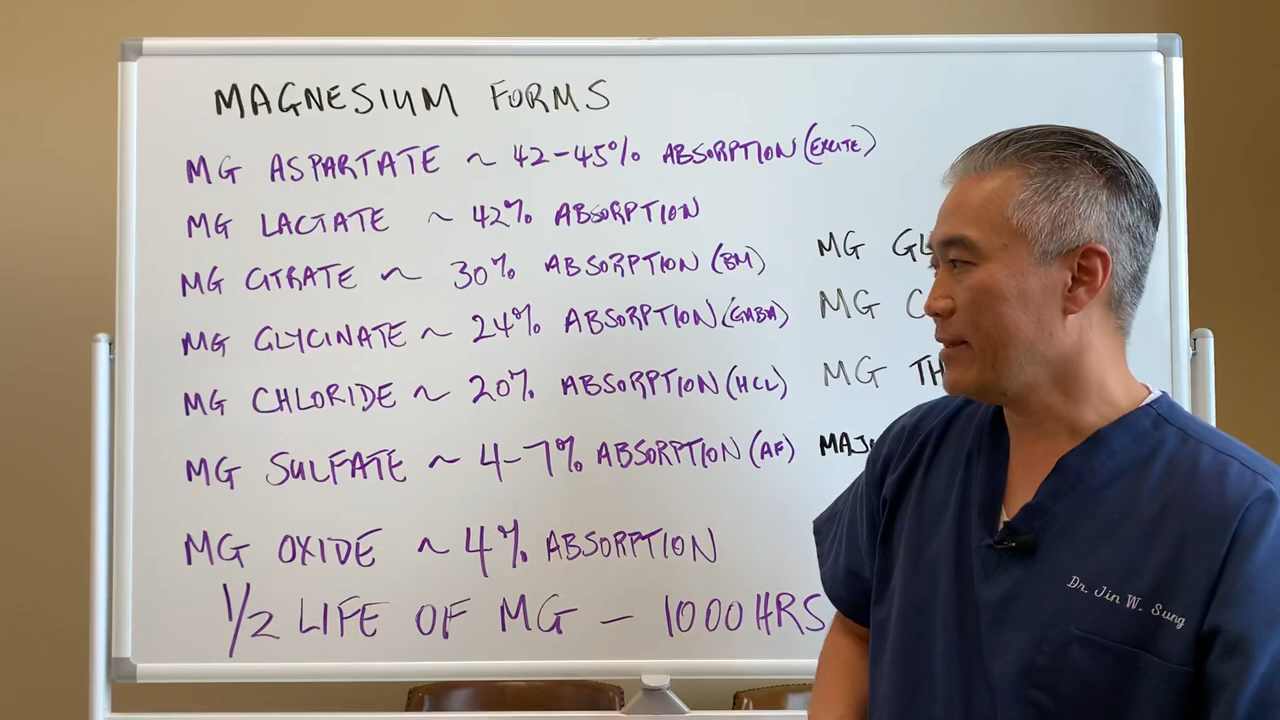 MAGNESIUM FORMS
MG ASPARTATE ~ 42-45% ABSORPTION (EXCITE)
MG LACTATE ~ 42% ABSORPTION
MG CITRATE ~ 30% ABSORPTION (BM)
MG GLYCINATE ~ 24% ABSORPTION (GABA)
MG CHLORIDE ~ 20% ABSORPTION (HCL)
MG SULFATE ~ 4-7% ABSORPTION (AF)
MG OXIDE ~ 4% ABSORPTION
1/2 LIFE OF MG - 1000 HRS
MG
MG
MG
Dr. Jin W. Sung